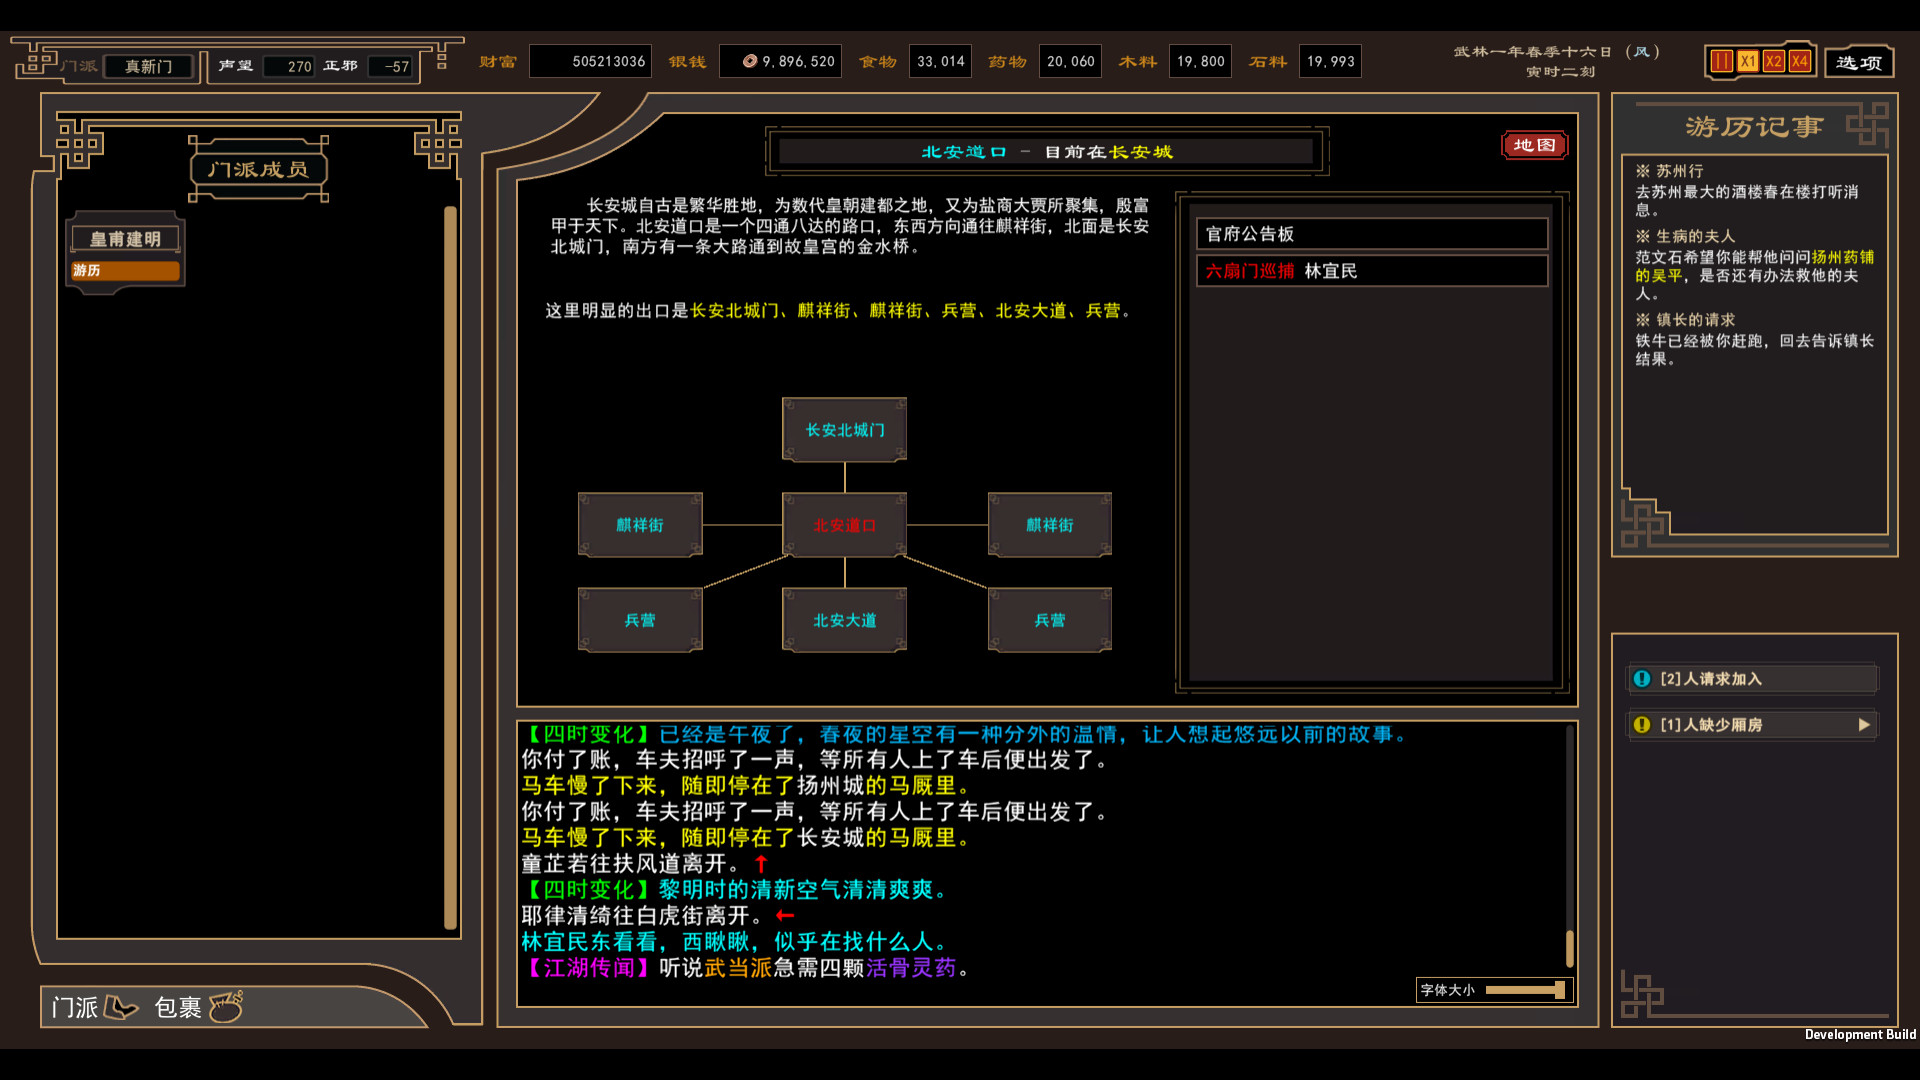 门派 真新门 声望 270 正邪 -57 财富 505213036 银钱 9,896,520 食物 33,014 药物 20,060 木料 19,800 石料 19,993
武林一年春季十六日（风）
寅时二刻
X1 X2 X4 选项
门派成员
皇甫建明
游历
北安道口 - 目前在长安城
地图
长安城自古是繁华胜地，为数代皇朝建都之地，又为盐商大贾所聚集，殷富
甲于天下。北安道口是一个四通八达的路口，东西方向通往麒祥街，北面是长安
北城门，南方有一条大路通到故皇宫的金水桥。
这里明显的出口是长安北城门、麒祥街、麒祥街、兵营、北安大道、兵营。
官府公告板
六扇门巡捕 林宜民
长安北城门
麒祥街 北安道口 麒祥街
兵营 北安大道 兵营
【四时变化】已经是午夜了，春夜的星空有一种分外的温情，让人想起悠远以前的故事。
你付了账，车夫招呼了一声，等所有人上了车后便出发了。
马车慢了下来，随即停在了扬州城的马厩里。
你付了账，车夫招呼了一声，等所有人上了车后便出发了。
马车慢了下来，随即停在了长安城的马厩里。
童芷若往扶风道离开。↑
【四时变化】黎明时的清新空气清清爽爽。
耶律清绮往白虎街离开。←
林宜民东看看，西瞅瞅，似乎在找什么人。
【江湖传闻】听说武当派急需四颗活骨灵药。
字体大小
游历记事
※ 苏州行
去苏州最大的酒楼春在楼打听消
息。
※ 生病的夫人
范文石希望你能帮他问问扬州药铺
的吴平，是否还有办法救他的夫
人。
※ 镇长的请求
铁牛已经被你赶跑，回去告诉镇长
结果。
[2]人请求加入
[1]人缺少厢房
门派 包裹
Development Build